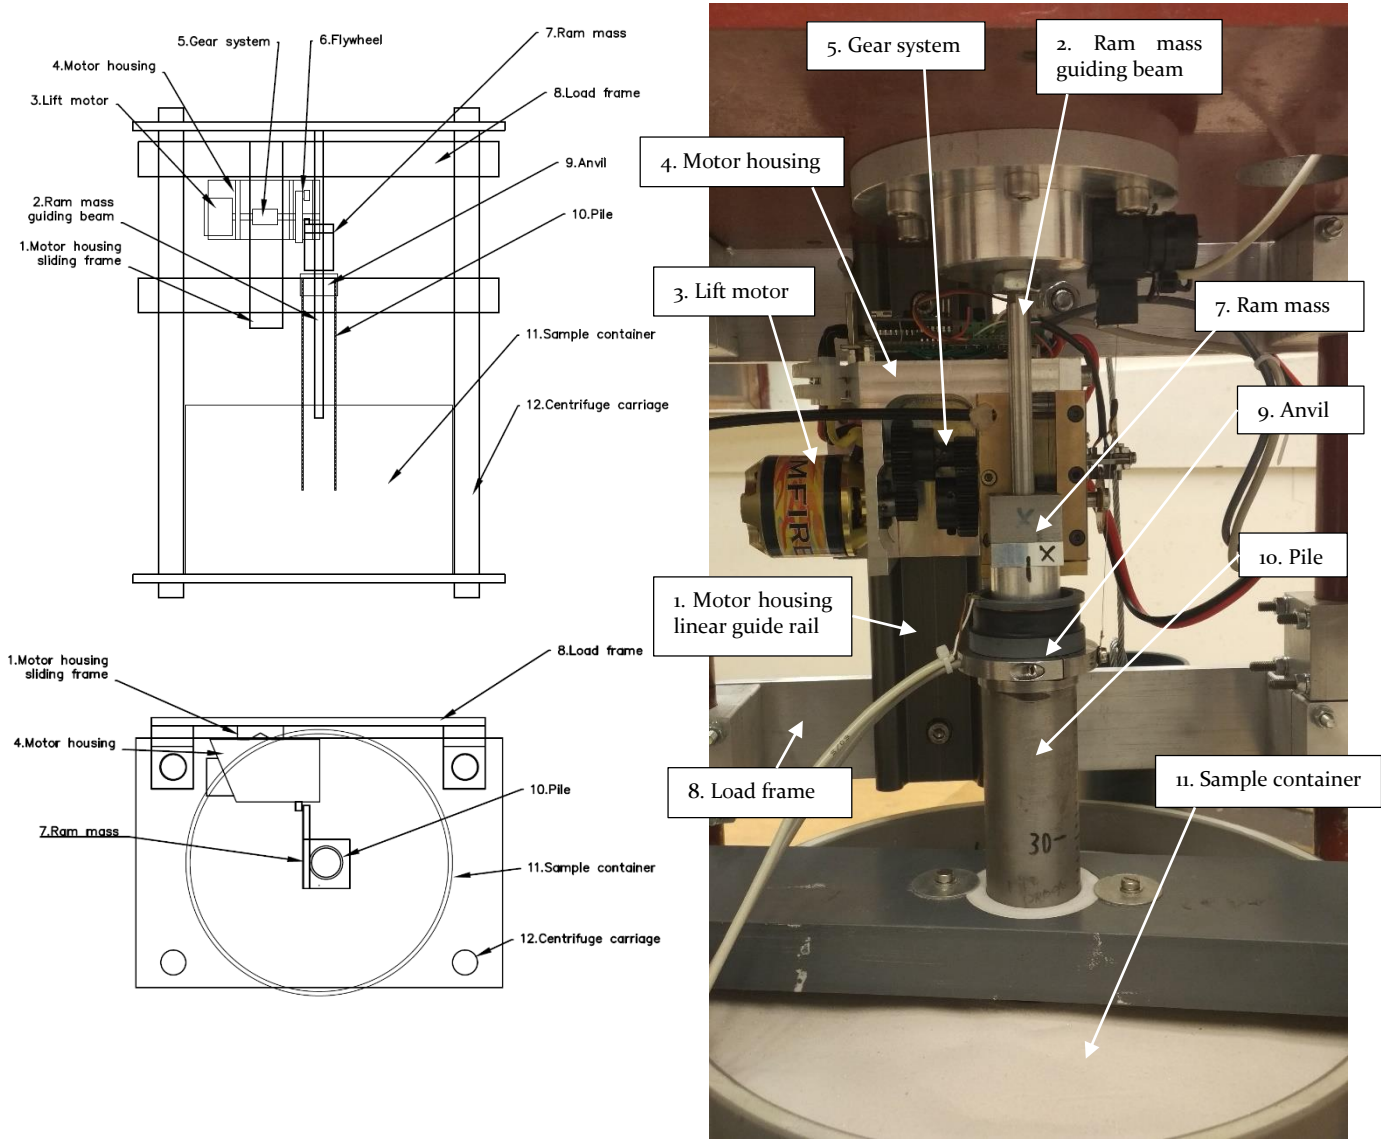 5.Gear system
6.Flywheel
7.Ram mass
4.Motor housing
3.Lift motor
8.Load frame
9.Anvil
2.Ram mass
guiding beam
10.Pile
1.Motor housing
sliding frame
11.Sample container
12.Centrifuge carriage
1.Motor housing
sliding frame
8.Load frame
4.Motor housing
10.Pile
7.Ram mass
11.Sample container
12.Centrifuge carriage
5. Gear system
2. Ram mass
guiding beam
4. Motor housing
3. Lift motor
7. Ram mass
9. Anvil
MFIRE
X
X
10. Pile
1. Motor housing
linear guide rail
8. Load frame
11. Sample container
30-